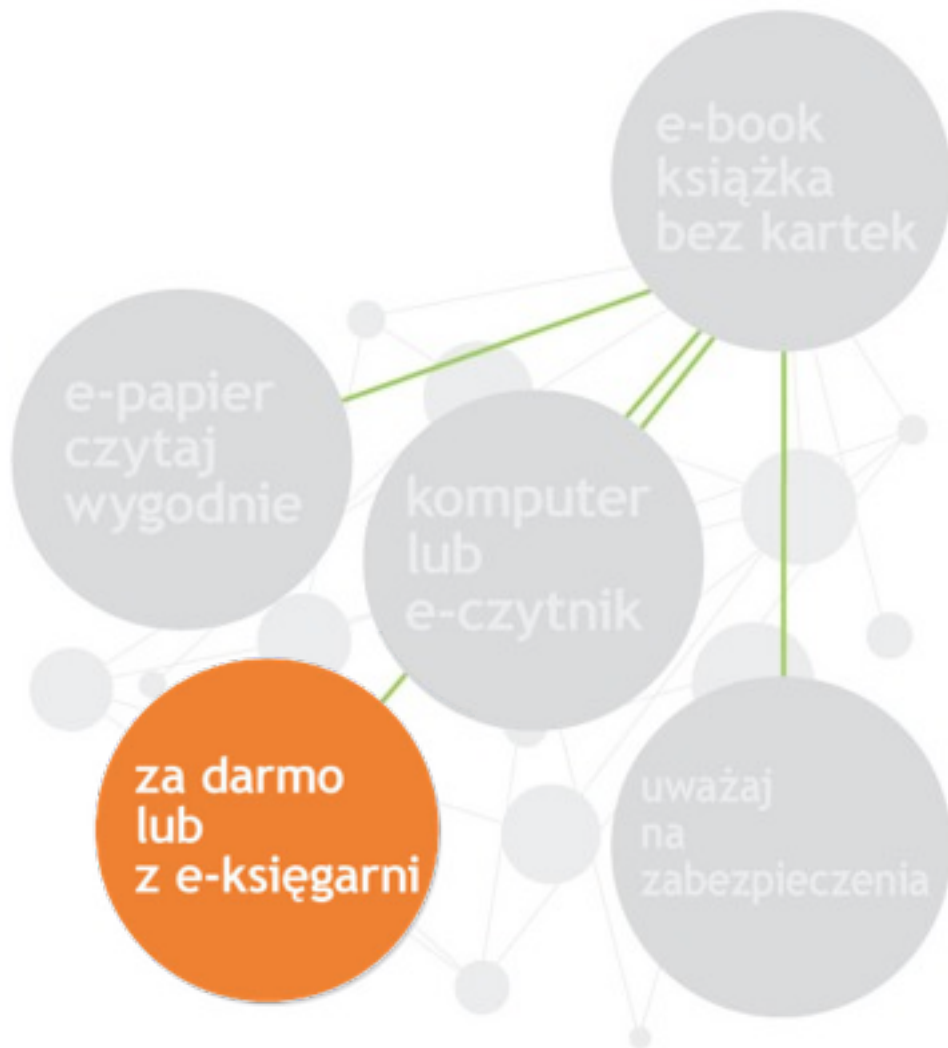 e-book
książka
bez kartek
e-papier
czytaj
wygodnie
komputer
lub
e-czytnik
za darmo
lub
z e-księgarni
uważaj
na
zabezpieczenia